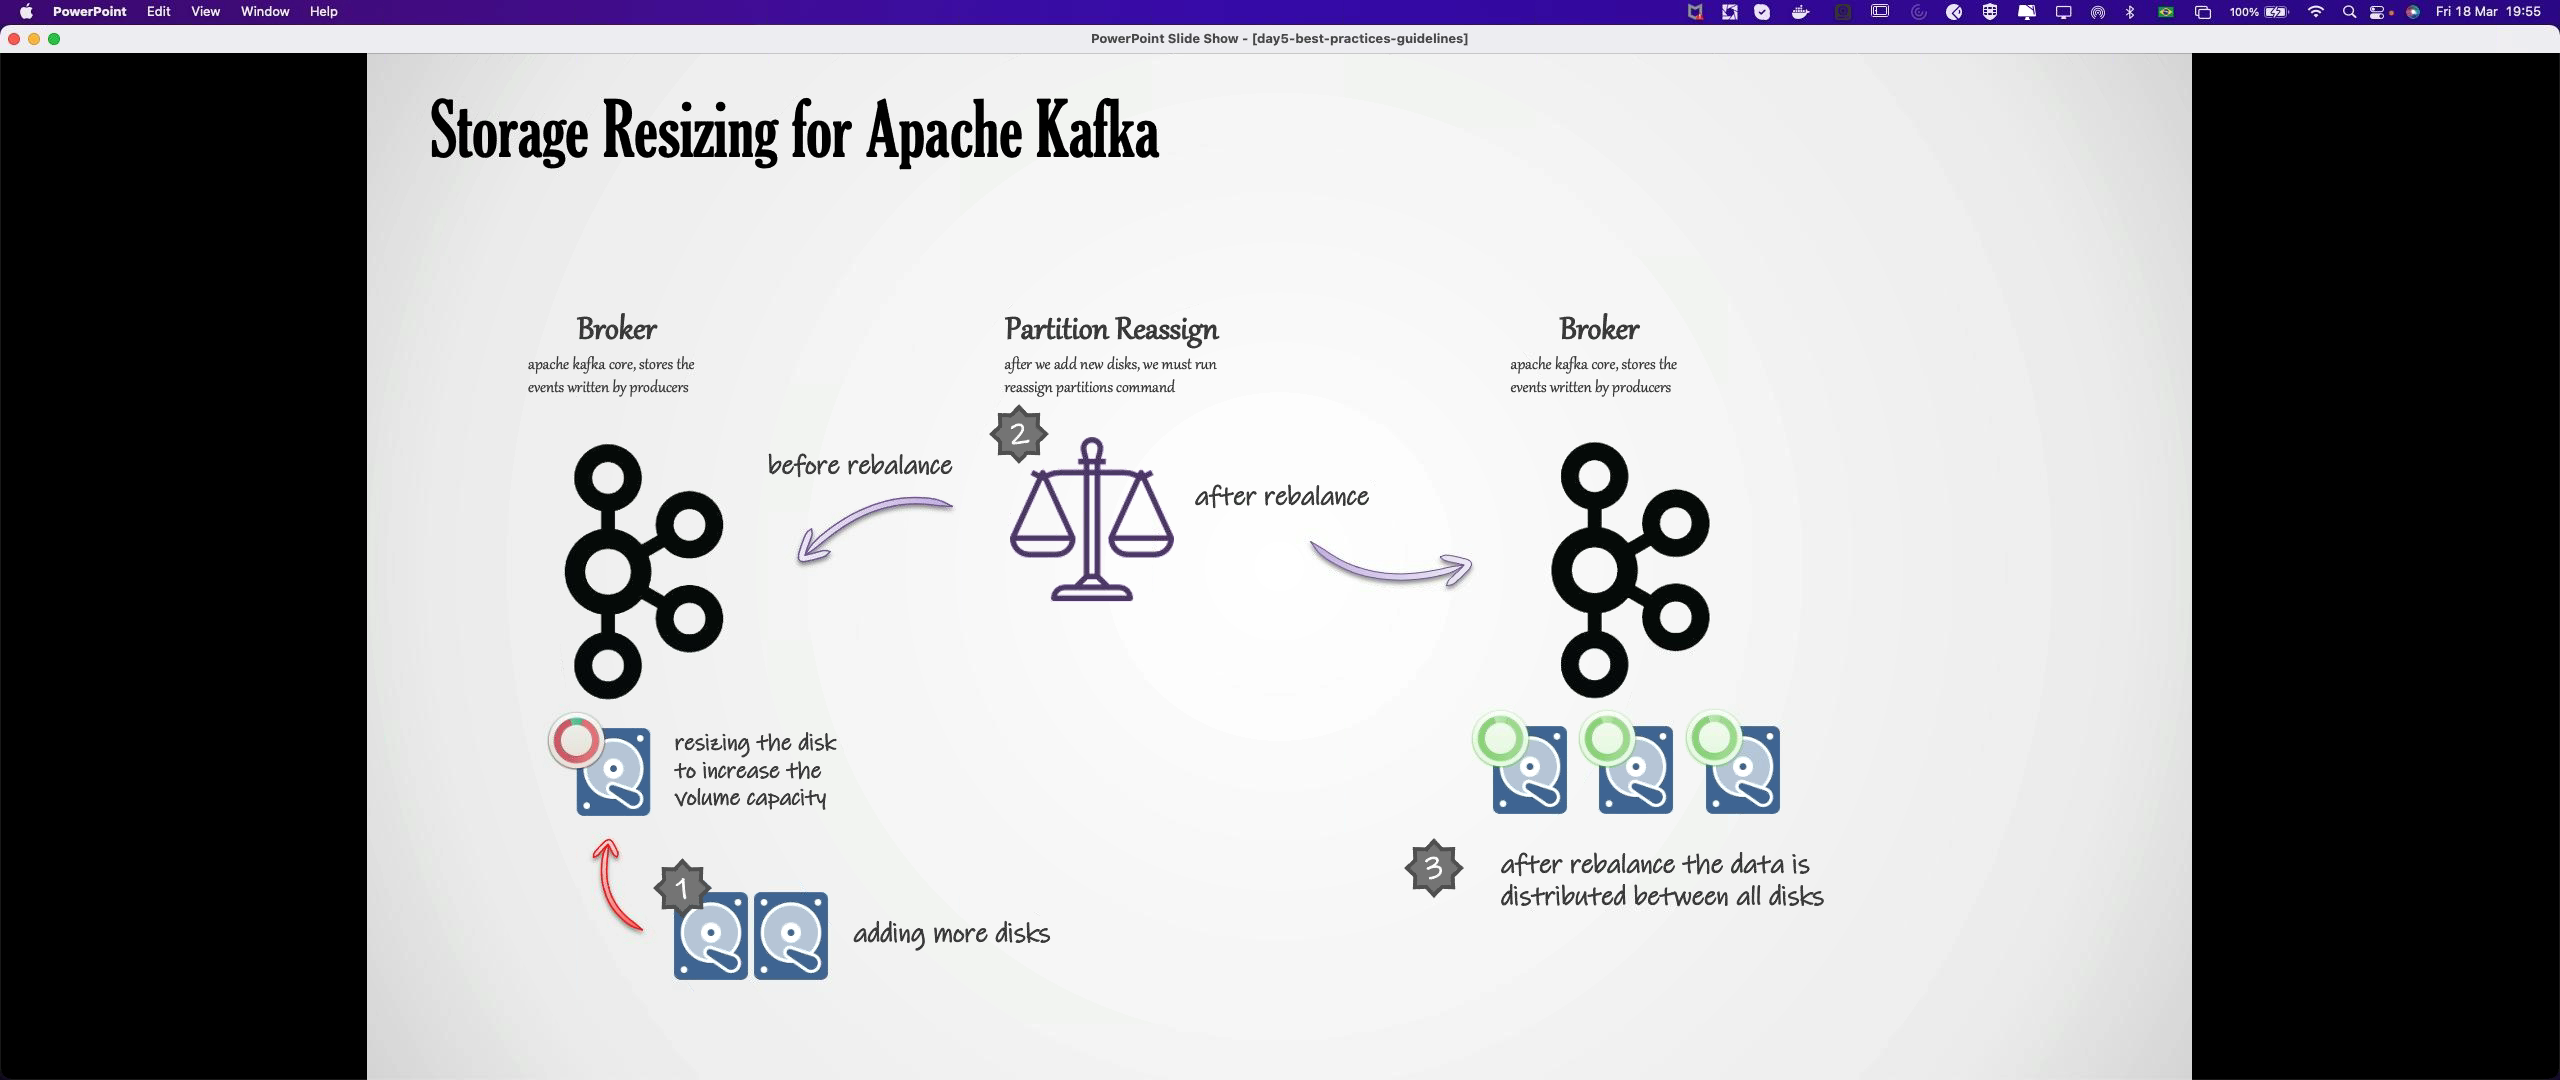 PowerPoint Edit View Window Help
100% Fri 18 Mar 19:55
PowerPoint Slide Show - [day5-best-practices-guidelines]
Storage Resizing for Apache Kafka
Broker
apache kafka core, stores the
events written by producers
Partition Reassign
after we add new disks, we must run
reassign partitions command
Broker
apache kafka core, stores the
events written by producers
2
before rebalance
after rebalance
resizing the disk
to increase the
volume capacity
1
adding more disks
3
after rebalance the data is
distributed between all disks